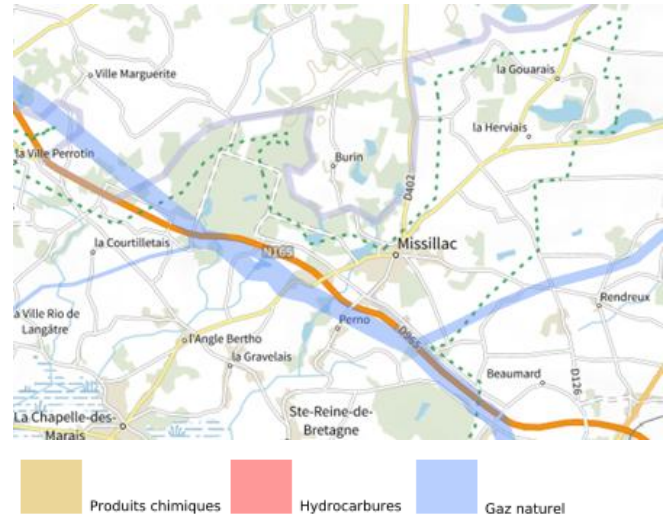 Ville Marguerite
la Gouarais
la Herviais
la Ville Perrotin
Burin
D402
Missillac
la Courtilletais
N165
Rendreux
a Ville Rio de
Langâtre
Perno
D965
l'Angle Bertho
la Gravelais
Beaumard
D126
La Chapelle-des-
Marais
Ste-Reine-de-
Bretagne
Produits chimiques
Hydrocarbures
Gaz naturel